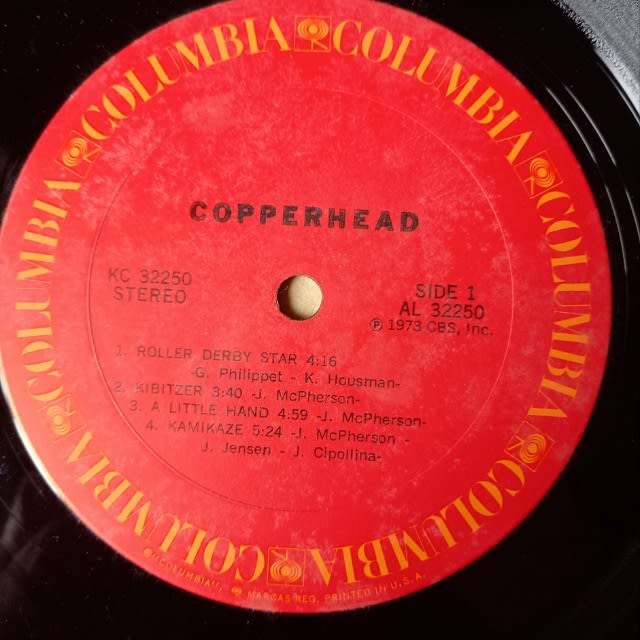 COLUMBIA COLUMBIA COLUMBIA COLUMBIA COLUMBIA COLUMBIA
COPPERHEAD
KC 32250
STEREO
SIDE 1
AL 32250
℗ 1973 CBS, Inc.
1. ROLLER DERBY STAR 4:16
-G. Philippet - K. Housman-
2. KIBITZER 3:40 -J. McPherson-
3. A LITTLE HAND 4:59 -J. McPherson-
4. KAMIKAZE 5:24 -J. McPherson -
J. Jensen - J. Cipollina-
® "COLUMBIA", MARCAS REG. PRINTED IN U.S.A.